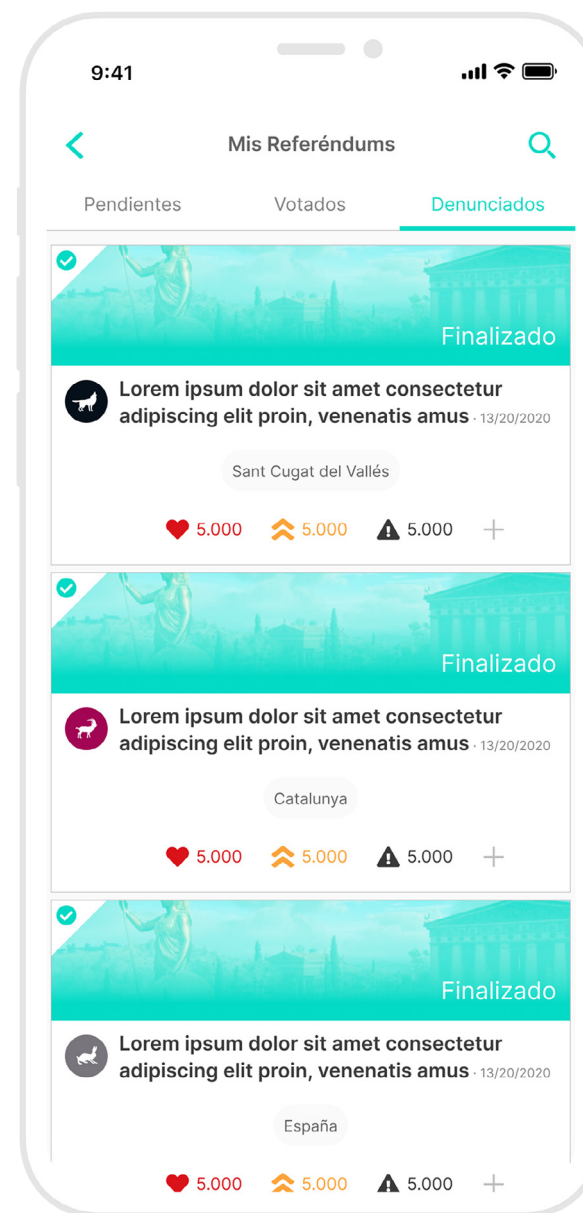 9:41
Mis Referéndums
Pendientes Votados Denunciados
Finalizado
Lorem ipsum dolor sit amet consectetur
adipiscing elit proin, venenatis amus · 13/20/2020
Sant Cugat del Vallés
5.000 5.000 5.000
Finalizado
Lorem ipsum dolor sit amet consectetur
adipiscing elit proin, venenatis amus · 13/20/2020
Catalunya
5.000 5.000 5.000
Finalizado
Lorem ipsum dolor sit amet consectetur
adipiscing elit proin, venenatis amus · 13/20/2020
España
5.000 5.000 5.000